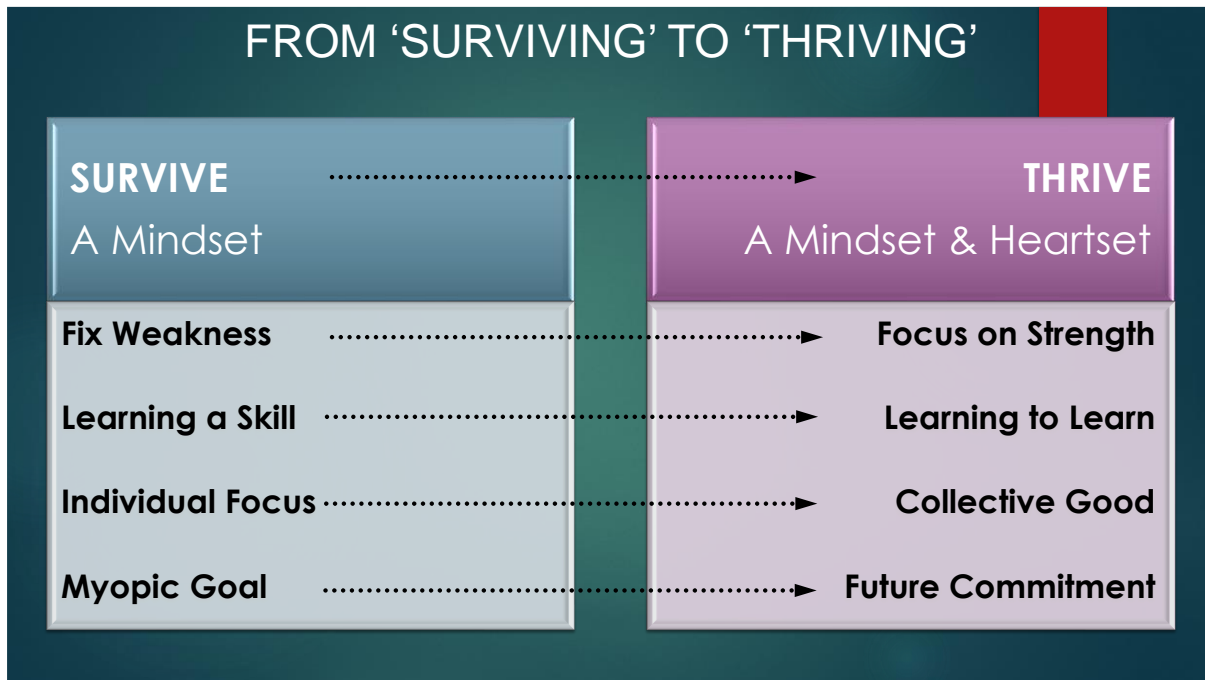 FROM ‘SURVIVING’ TO ‘THRIVING’
SURVIVE
A Mindset
THRIVE
A Mindset & Heartset
Fix Weakness
Focus on Strength
Learning a Skill
Learning to Learn
Individual Focus
Collective Good
Myopic Goal
Future Commitment